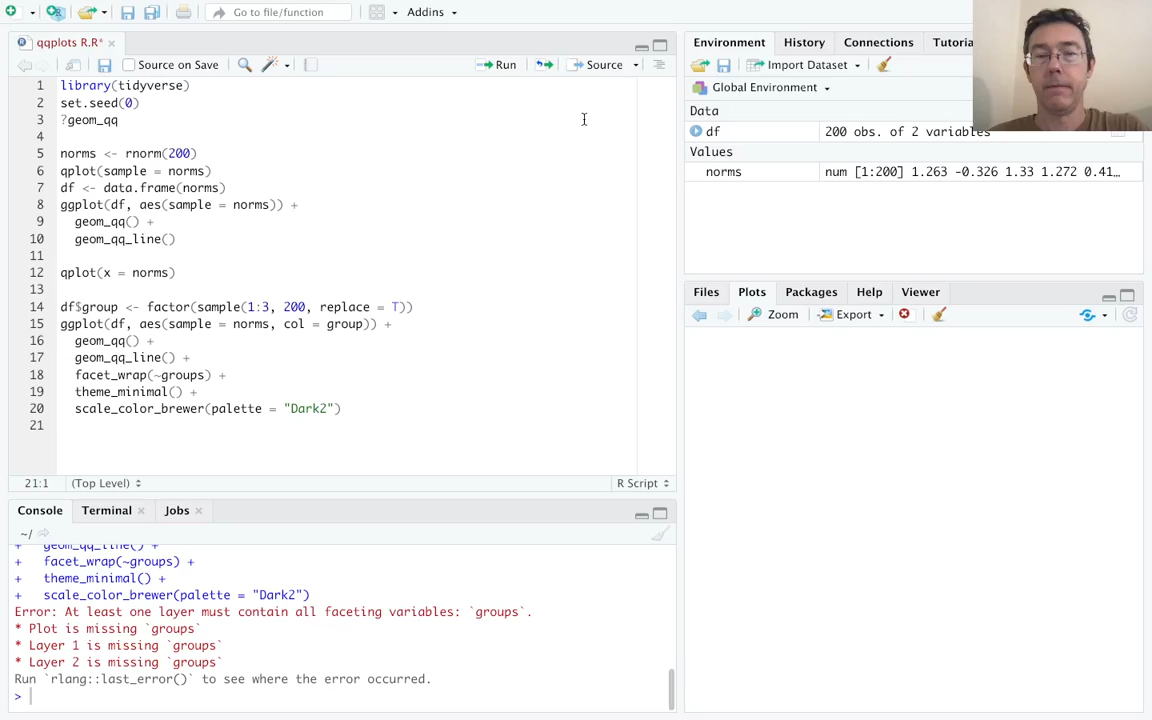 Go to file/function
Addins
qqplots R.R*
Source on Save
Run
Source
1 library(tidyverse)
2 set.seed(0)
3 ?geom_qq
4
5 norms <- rnorm(200)
6 qplot(sample = norms)
7 df <- data.frame(norms)
8 ggplot(df, aes(sample = norms)) +
9 geom_qq() +
10 geom_qq_line()
11
12 qplot(x = norms)
13
14 df$group <- factor(sample(1:3, 200, replace = T))
15 ggplot(df, aes(sample = norms, col = group)) +
16 geom_qq() +
17 geom_qq_line() +
18 facet_wrap(~groups) +
19 theme_minimal() +
20 scale_color_brewer(palette = "Dark2")
21
21:1 (Top Level) R Script
Console Terminal Jobs
~/
+ geom_qq_line() +
+ facet_wrap(~groups) +
+ theme_minimal() +
+ scale_color_brewer(palette = "Dark2")
Error: At least one layer must contain all faceting variables: `groups`.
* Plot is missing `groups`
* Layer 1 is missing `groups`
* Layer 2 is missing `groups`
Run `rlang::last_error()` to see where the error occurred.
>
Environment History Connections Tutoria
Import Dataset
Global Environment
Data
df 200 obs. of 2 variables
Values
norms num [1:200] 1.263 -0.326 1.33 1.272 0.41…
Files Plots Packages Help Viewer
Zoom Export